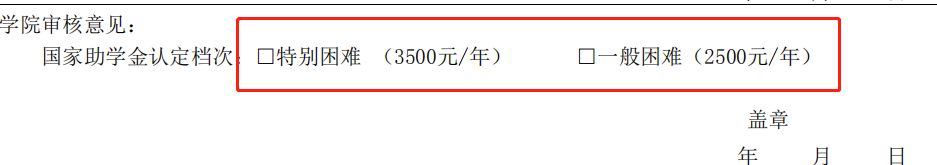 学院审核意见：
国家助学金认定档次：□特别困难 （3500元/年） □一般困难（2500元/年）
盖章
年 月 日